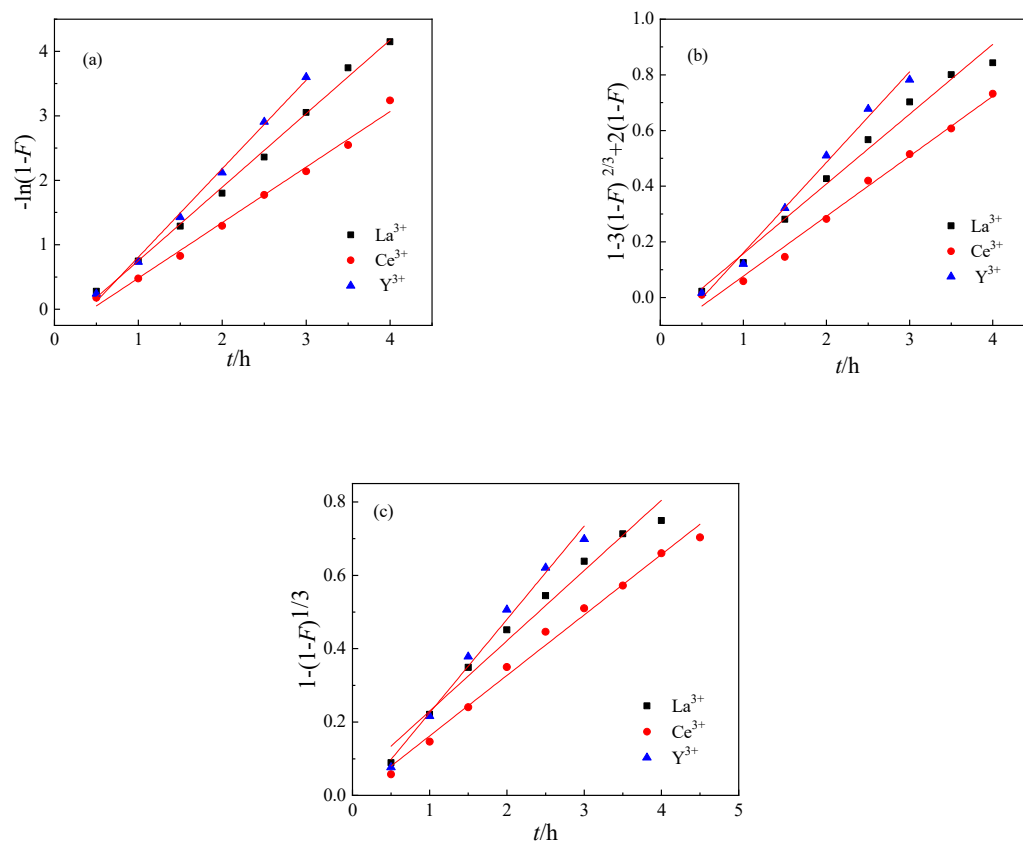 (a)
-ln(1-F)
4
3
2
1
0
La³⁺
Ce³⁺
Y³⁺
0 1 2 3 4
t/h
(b)
1-3(1-F)^2/3+2(1-F)
1.0
0.8
0.6
0.4
0.2
0.0
La³⁺
Ce³⁺
Y³⁺
0 1 2 3 4
t/h
(c)
1-(1-F)1/3
0.8
0.6
0.4
0.2
0.0
La³⁺
Ce³⁺
Y³⁺
0 1 2 3 4 5
t/h